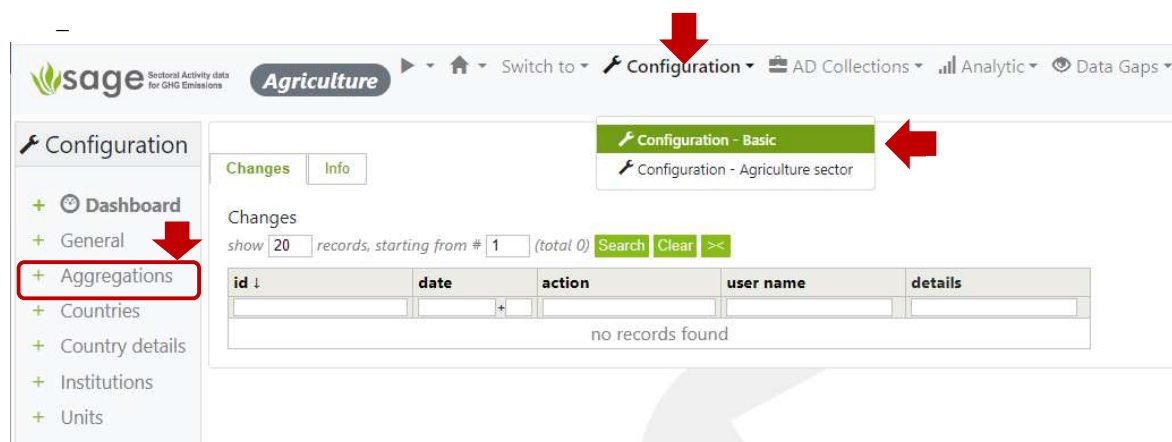 sage Sectoral Activity data
for GHG Emissions
Agriculture
Switch to
Configuration
AD Collections
Analytic
Data Gaps
Configuration - Basic
Configuration - Agriculture sector
Configuration
+ Dashboard
+ General
+ Aggregations
+ Countries
+ Country details
+ Institutions
+ Units
Changes Info
Changes
show 20 records, starting from # 1 (total 0) Search Clear ><
id ↓ date action user name details
+
no records found